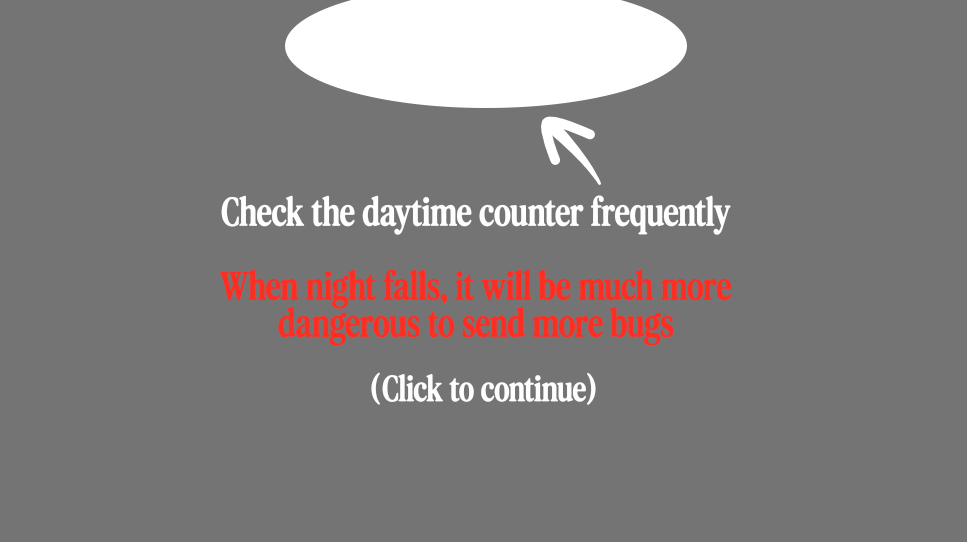 Check the daytime counter frequently
When night falls, it will be much more
dangerous to send more bugs
(Click to continue)